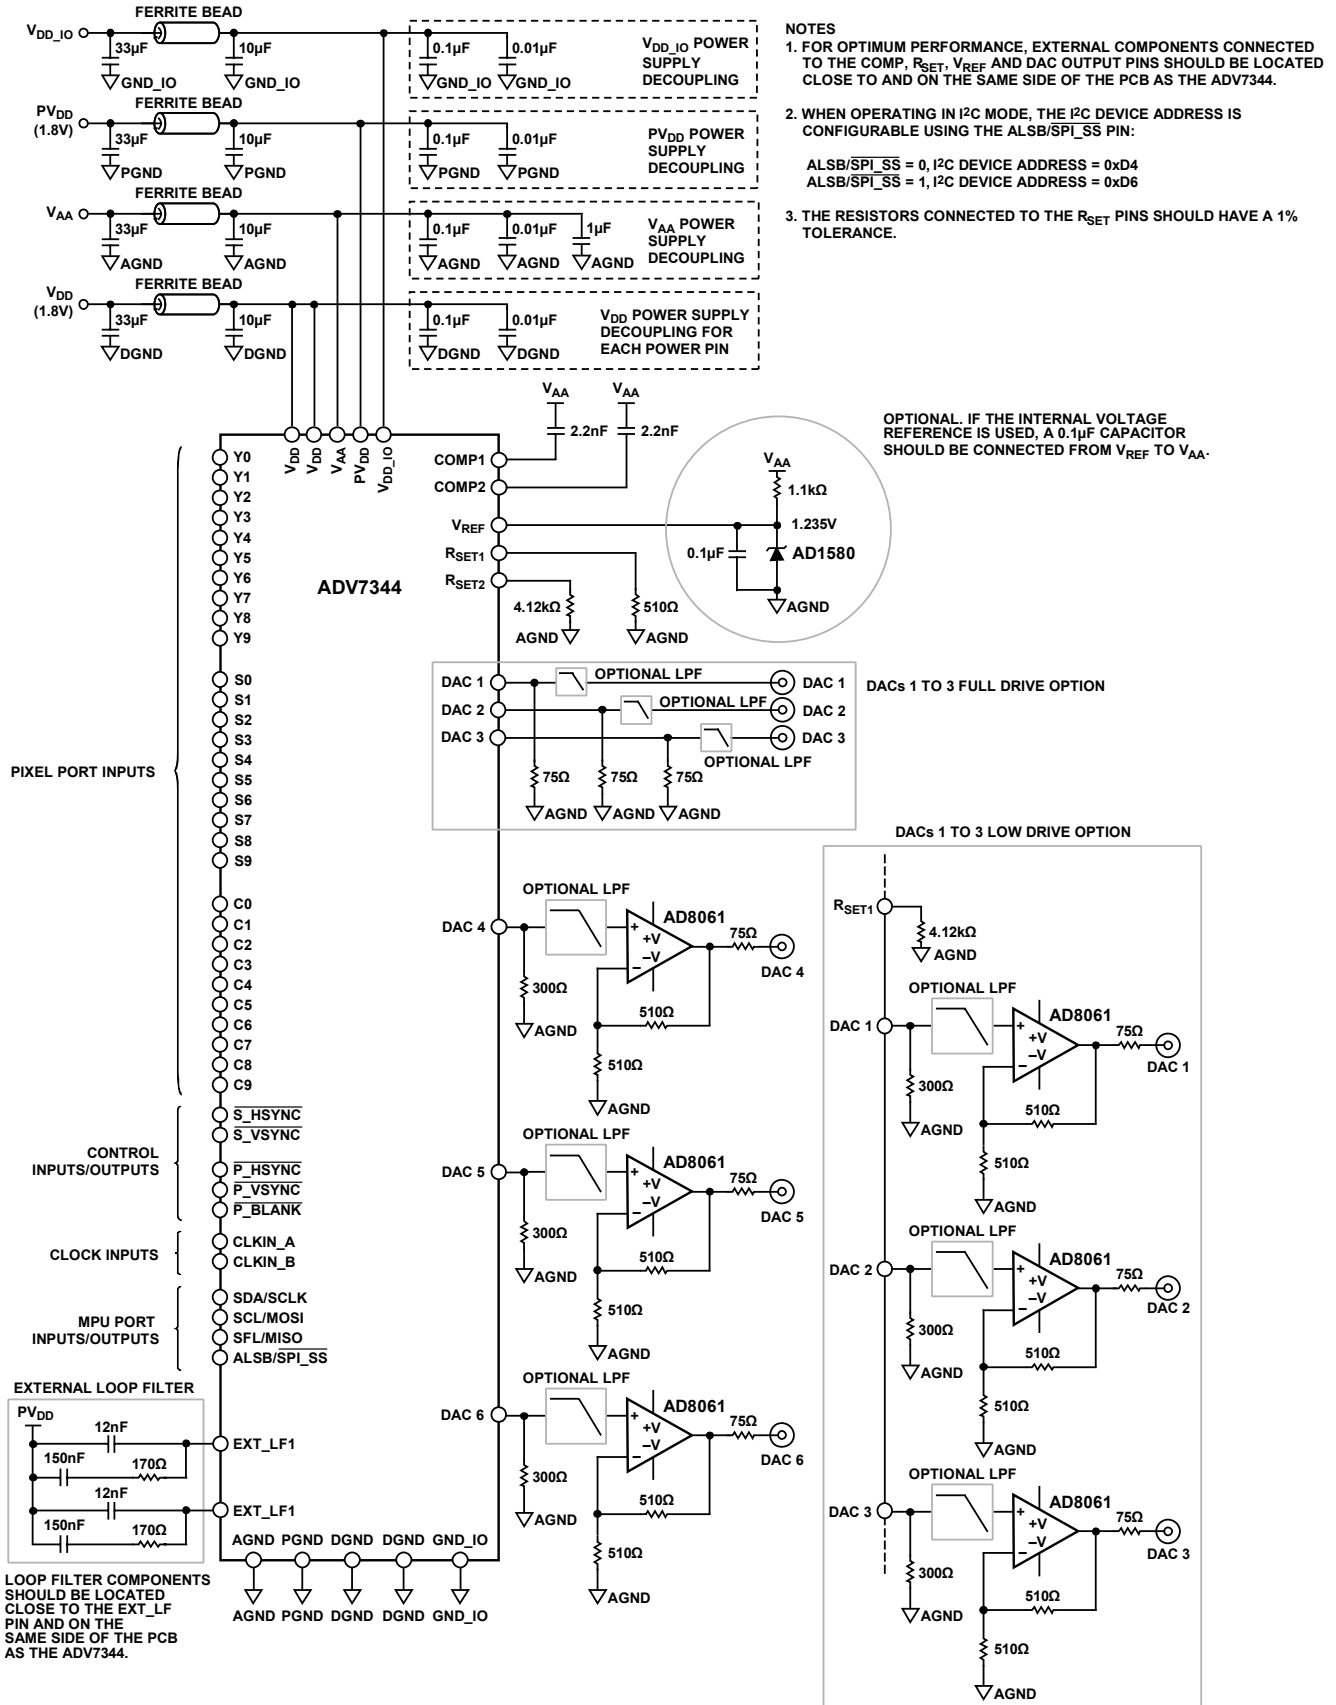 FERRITE BEAD
VDD_IO
33µF
10µF
0.1µF
0.01µF
GND_IO
GND_IO
GND_IO
GND_IO
VDD_IO POWER
SUPPLY
DECOUPLING
FERRITE BEAD
PVDD
(1.8V)
33µF
10µF
0.1µF
0.01µF
PGND
PGND
PGND
PGND
PVDD POWER
SUPPLY
DECOUPLING
FERRITE BEAD
VAA
33µF
10µF
0.1µF
0.01µF
1µF
AGND
AGND
AGND
AGND
AGND
VAA POWER
SUPPLY
DECOUPLING
FERRITE BEAD
VDD
(1.8V)
33µF
10µF
0.1µF
0.01µF
DGND
DGND
DGND
DGND
VDD POWER SUPPLY
DECOUPLING FOR
EACH POWER PIN
NOTES
1. FOR OPTIMUM PERFORMANCE, EXTERNAL COMPONENTS CONNECTED
TO THE COMP, RSET, VREF AND DAC OUTPUT PINS SHOULD BE LOCATED
CLOSE TO AND ON THE SAME SIDE OF THE PCB AS THE ADV7344.
2. WHEN OPERATING IN I2C MODE, THE I2C DEVICE ADDRESS IS
CONFIGURABLE USING THE ALSB/SPI_SS PIN:
ALSB/SPI_SS = 0, I2C DEVICE ADDRESS = 0xD4
ALSB/SPI_SS = 1, I2C DEVICE ADDRESS = 0xD6
3. THE RESISTORS CONNECTED TO THE RSET PINS SHOULD HAVE A 1%
TOLERANCE.
VAA
VAA
2.2nF
2.2nF
OPTIONAL. IF THE INTERNAL VOLTAGE
REFERENCE IS USED, A 0.1µF CAPACITOR
SHOULD BE CONNECTED FROM VREF TO VAA.
VDD
VDD
VAA
PVDD
VDD_IO
COMP1
COMP2
VREF
RSET1
RSET2
ADV7344
VAA
1.1kΩ
1.235V
0.1µF
AD1580
AGND
4.12kΩ
510Ω
AGND
AGND
PIXEL PORT INPUTS
Y0
Y1
Y2
Y3
Y4
Y5
Y6
Y7
Y8
Y9
S0
S1
S2
S3
S4
S5
S6
S7
S8
S9
C0
C1
C2
C3
C4
C5
C6
C7
C8
C9
CONTROL
INPUTS/OUTPUTS
S_HSYNC
S_VSYNC
P_HSYNC
P_VSYNC
P_BLANK
CLOCK INPUTS
CLKIN_A
CLKIN_B
MPU PORT
INPUTS/OUTPUTS
SDA/SCLK
SCL/MOSI
SFL/MISO
ALSB/SPI_SS
EXTERNAL LOOP FILTER
PVDD
12nF
150nF
170Ω
12nF
150nF
170Ω
EXT_LF1
EXT_LF1
LOOP FILTER COMPONENTS
SHOULD BE LOCATED
CLOSE TO THE EXT_LF
PIN AND ON THE
SAME SIDE OF THE PCB
AS THE ADV7344.
AGND PGND DGND DGND GND_IO
AGND PGND DGND DGND GND_IO
DACs 1 TO 3 FULL DRIVE OPTION
DAC 1
OPTIONAL LPF
DAC 1
DAC 2
OPTIONAL LPF
DAC 2
DAC 3
OPTIONAL LPF
DAC 3
75Ω
75Ω
75Ω
AGND
AGND
AGND
OPTIONAL LPF
DAC 4
AD8061
+
+V
–V
–
75Ω
DAC 4
300Ω
AGND
510Ω
510Ω
AGND
OPTIONAL LPF
DAC 5
AD8061
+
+V
–V
–
75Ω
DAC 5
300Ω
AGND
510Ω
510Ω
AGND
OPTIONAL LPF
DAC 6
AD8061
+
+V
–V
–
75Ω
DAC 6
300Ω
AGND
510Ω
510Ω
AGND
DACs 1 TO 3 LOW DRIVE OPTION
RSET1
4.12kΩ
AGND
OPTIONAL LPF
DAC 1
AD8061
+
+V
–V
–
75Ω
DAC 1
300Ω
AGND
510Ω
510Ω
AGND
OPTIONAL LPF
DAC 2
AD8061
+
+V
–V
–
75Ω
DAC 2
300Ω
AGND
510Ω
510Ω
AGND
OPTIONAL LPF
DAC 3
AD8061
+
+V
–V
–
75Ω
DAC 3
300Ω
AGND
510Ω
510Ω
AGND